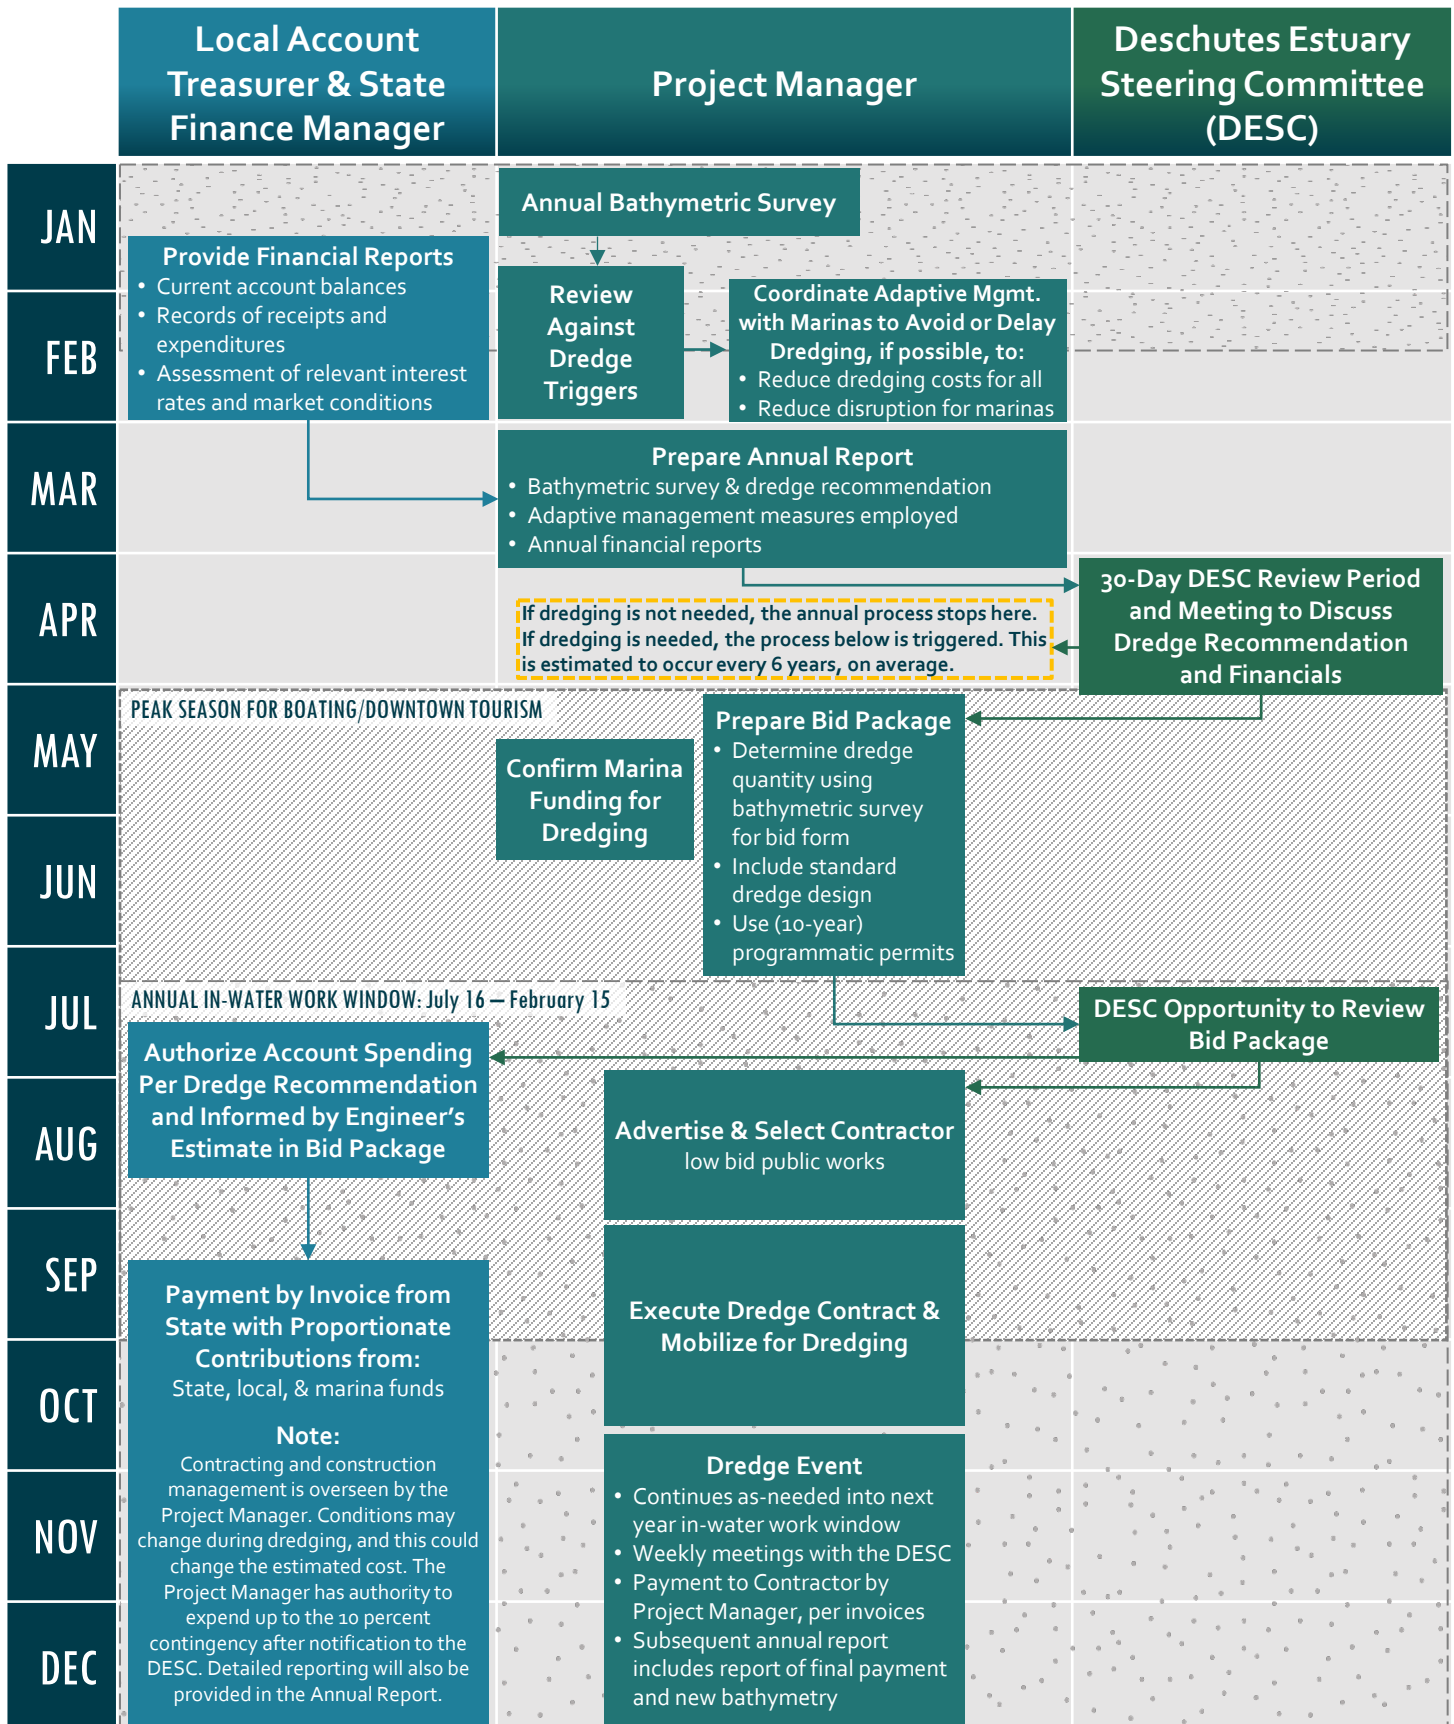 Local Account
Treasurer & State
Finance Manager
Project Manager
Deschutes Estuary
Steering Committee
(DESC)
JAN
Annual Bathymetric Survey
Provide Financial Reports
• Current account balances
• Records of receipts and
expenditures
• Assessment of relevant interest
rates and market conditions
Review
Against
Dredge
Triggers
Coordinate Adaptive Mgmt.
with Marinas to Avoid or Delay
Dredging, if possible, to:
• Reduce dredging costs for all
• Reduce disruption for marinas
FEB
MAR
Prepare Annual Report
• Bathymetric survey & dredge recommendation
• Adaptive management measures employed
• Annual financial reports
APR
30-Day DESC Review Period
and Meeting to Discuss
Dredge Recommendation
and Financials
If dredging is not needed, the annual process stops here.
If dredging is needed, the process below is triggered. This
is estimated to occur every 6 years, on average.
PEAK SEASON FOR BOATING/DOWNTOWN TOURISM
MAY
Confirm Marina
Funding for
Dredging
Prepare Bid Package
• Determine dredge
quantity using
bathymetric survey
for bid form
• Include standard
dredge design
• Use (10-year)
programmatic permits
JUN
JUL
ANNUAL IN-WATER WORK WINDOW: July 16 – February 15
DESC Opportunity to Review
Bid Package
Authorize Account Spending
Per Dredge Recommendation
and Informed by Engineer's
Estimate in Bid Package
AUG
Advertise & Select Contractor
low bid public works
SEP
Payment by Invoice from
State with Proportionate
Contributions from:
State, local, & marina funds
Note:
Contracting and construction
management is overseen by the
Project Manager. Conditions may
change during dredging, and this could
change the estimated cost. The
Project Manager has authority to
expend up to the 10 percent
contingency after notification to the
DESC. Detailed reporting will also be
provided in the Annual Report.
Execute Dredge Contract &
Mobilize for Dredging
OCT
Dredge Event
• Continues as-needed into next
year in-water work window
• Weekly meetings with the DESC
• Payment to Contractor by
Project Manager, per invoices
• Subsequent annual report
includes report of final payment
and new bathymetry
NOV
DEC